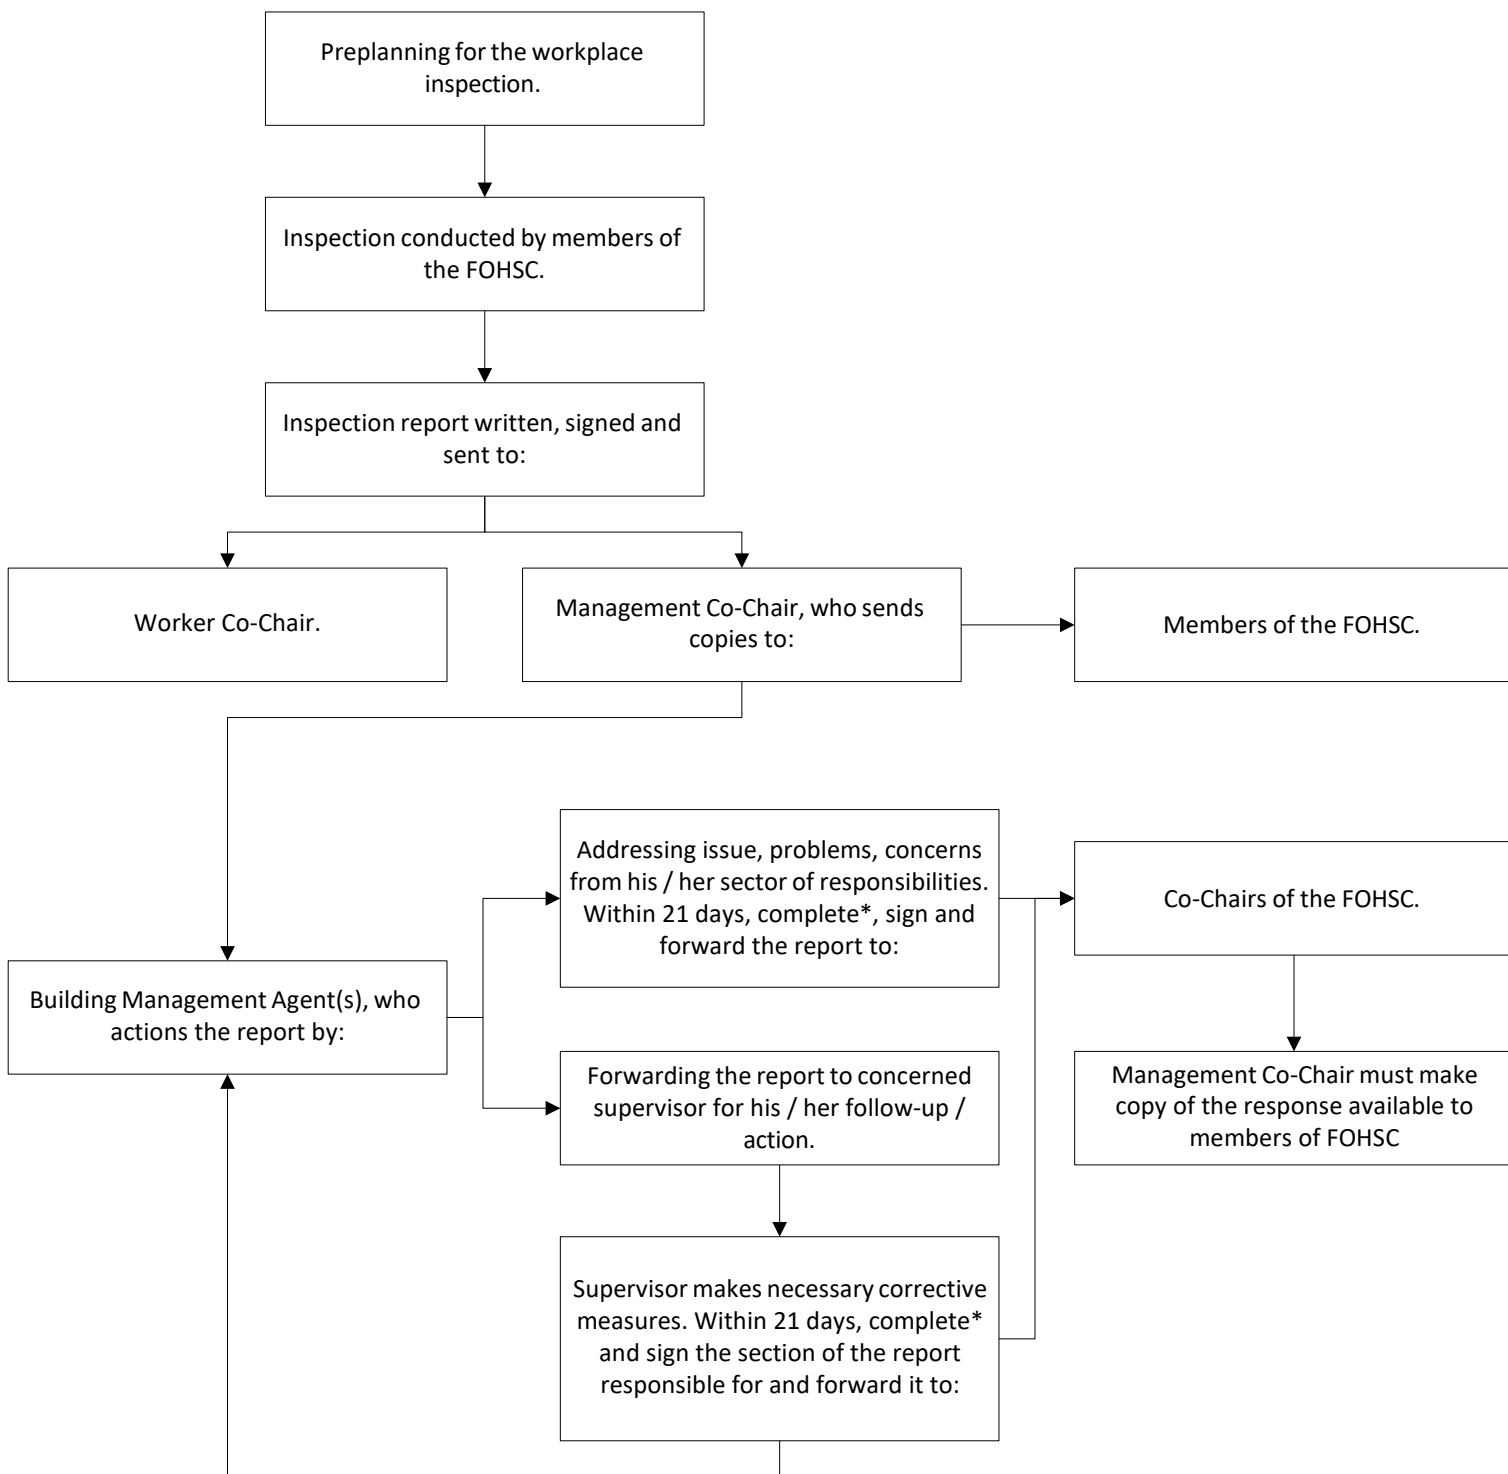 Preplanning for the workplace
inspection.
Inspection conducted by members of
the FOHSC.
Inspection report written, signed and
sent to:
Worker Co-Chair.
Management Co-Chair, who sends
copies to:
Members of the FOHSC.
Addressing issue, problems, concerns
from his / her sector of responsibilities.
Within 21 days, complete*, sign and
forward the report to:
Co-Chairs of the FOHSC.
Building Management Agent(s), who
actions the report by:
Forwarding the report to concerned
supervisor for his / her follow-up /
action.
Management Co-Chair must make
copy of the response available to
members of FOHSC
Supervisor makes necessary corrective
measures. Within 21 days, complete*
and sign the section of the report
responsible for and forward it to: